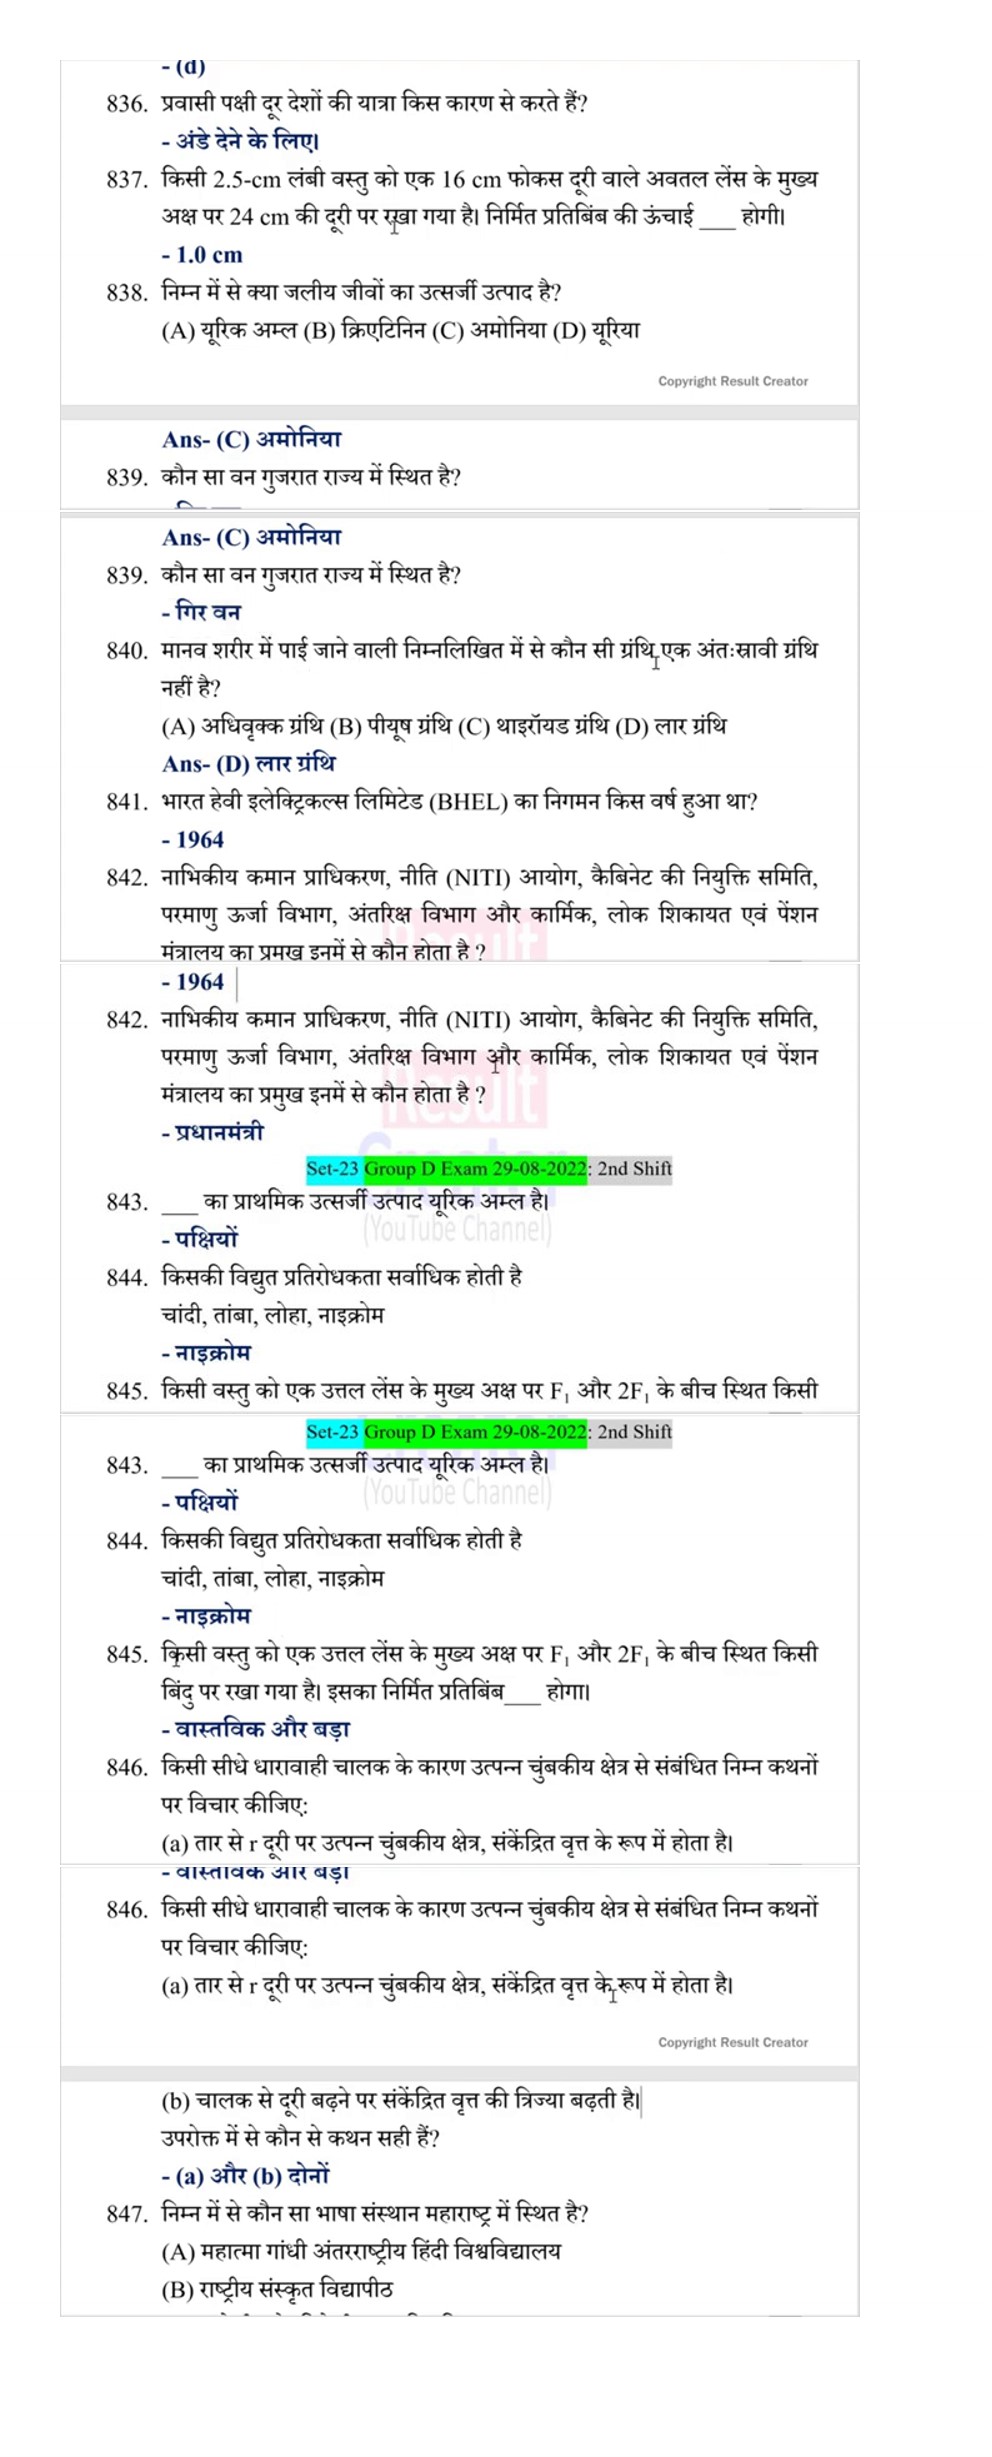 - (d)
836. प्रवासी पक्षी दूर देशों की यात्रा किस कारण से करते हैं?
- अंडे देने के लिए।
837. किसी 2.5-cm लंबी वस्तु को एक 16 cm फोकस दूरी वाले अवतल लेंस के मुख्य
अक्ष पर 24 cm की दूरी पर रखा गया है। निर्मित प्रतिबिंब की ऊंचाई ____ होगी।
- 1.0 cm
838. निम्न में से क्या जलीय जीवों का उत्सर्जी उत्पाद है?
(A) यूरिक अम्ल (B) क्रिएटिनिन (C) अमोनिया (D) यूरिया
Copyright Result Creator
Ans- (C) अमोनिया
839. कौन सा वन गुजरात राज्य में स्थित है?
Ans- (C) अमोनिया
839. कौन सा वन गुजरात राज्य में स्थित है?
- गिर वन
840. मानव शरीर में पाई जाने वाली निम्नलिखित में से कौन सी ग्रंथि एक अंतःस्रावी ग्रंथि
नहीं है?
(A) अधिवृक्क ग्रंथि (B) पीयूष ग्रंथि (C) थाइरॉयड ग्रंथि (D) लार ग्रंथि
Ans- (D) लार ग्रंथि
841. भारत हेवी इलेक्ट्रिकल्स लिमिटेड (BHEL) का निगमन किस वर्ष हुआ था?
- 1964
842. नाभिकीय कमान प्राधिकरण, नीति (NITI) आयोग, कैबिनेट की नियुक्ति समिति,
परमाणु ऊर्जा विभाग, अंतरिक्ष विभाग और कार्मिक, लोक शिकायत एवं पेंशन
मंत्रालय का प्रमुख इनमें से कौन होता है ?
- 1964
842. नाभिकीय कमान प्राधिकरण, नीति (NITI) आयोग, कैबिनेट की नियुक्ति समिति,
परमाणु ऊर्जा विभाग, अंतरिक्ष विभाग और कार्मिक, लोक शिकायत एवं पेंशन
मंत्रालय का प्रमुख इनमें से कौन होता है ?
Result
- प्रधानमंत्री
Set-23 Group D Exam 29-08-2022: 2nd Shift
843. ____ का प्राथमिक उत्सर्जी उत्पाद यूरिक अम्ल है।
(YouTube Channel)
- पक्षियों
844. किसकी विद्युत प्रतिरोधकता सर्वाधिक होती है
चांदी, तांबा, लोहा, नाइक्रोम
- नाइक्रोम
845. किसी वस्तु को एक उत्तल लेंस के मुख्य अक्ष पर F₁ और 2F₁ के बीच स्थित किसी
Set-23 Group D Exam 29-08-2022: 2nd Shift
843. ____ का प्राथमिक उत्सर्जी उत्पाद यूरिक अम्ल है।
(YouTube Channel)
- पक्षियों
844. किसकी विद्युत प्रतिरोधकता सर्वाधिक होती है
चांदी, तांबा, लोहा, नाइक्रोम
- नाइक्रोम
845. किसी वस्तु को एक उत्तल लेंस के मुख्य अक्ष पर F₁ और 2F₁ के बीच स्थित किसी
बिंदु पर रखा गया है। इसका निर्मित प्रतिबिंब____ होगा।
- वास्तविक और बड़ा
846. किसी सीधे धारावाही चालक के कारण उत्पन्न चुंबकीय क्षेत्र से संबंधित निम्न कथनों
पर विचार कीजिए:
(a) तार से r दूरी पर उत्पन्न चुंबकीय क्षेत्र, संकेंद्रित वृत्त के रूप में होता है।
- वास्तविक और बड़ा
846. किसी सीधे धारावाही चालक के कारण उत्पन्न चुंबकीय क्षेत्र से संबंधित निम्न कथनों
पर विचार कीजिए:
(a) तार से r दूरी पर उत्पन्न चुंबकीय क्षेत्र, संकेंद्रित वृत्त के रूप में होता है।
Copyright Result Creator
(b) चालक से दूरी बढ़ने पर संकेंद्रित वृत्त की त्रिज्या बढ़ती है।
उपरोक्त में से कौन से कथन सही हैं?
- (a) और (b) दोनों
847. निम्न में से कौन सा भाषा संस्थान महाराष्ट्र में स्थित है?
(A) महात्मा गांधी अंतरराष्ट्रीय हिंदी विश्वविद्यालय
(B) राष्ट्रीय संस्कृत विद्यापीठ